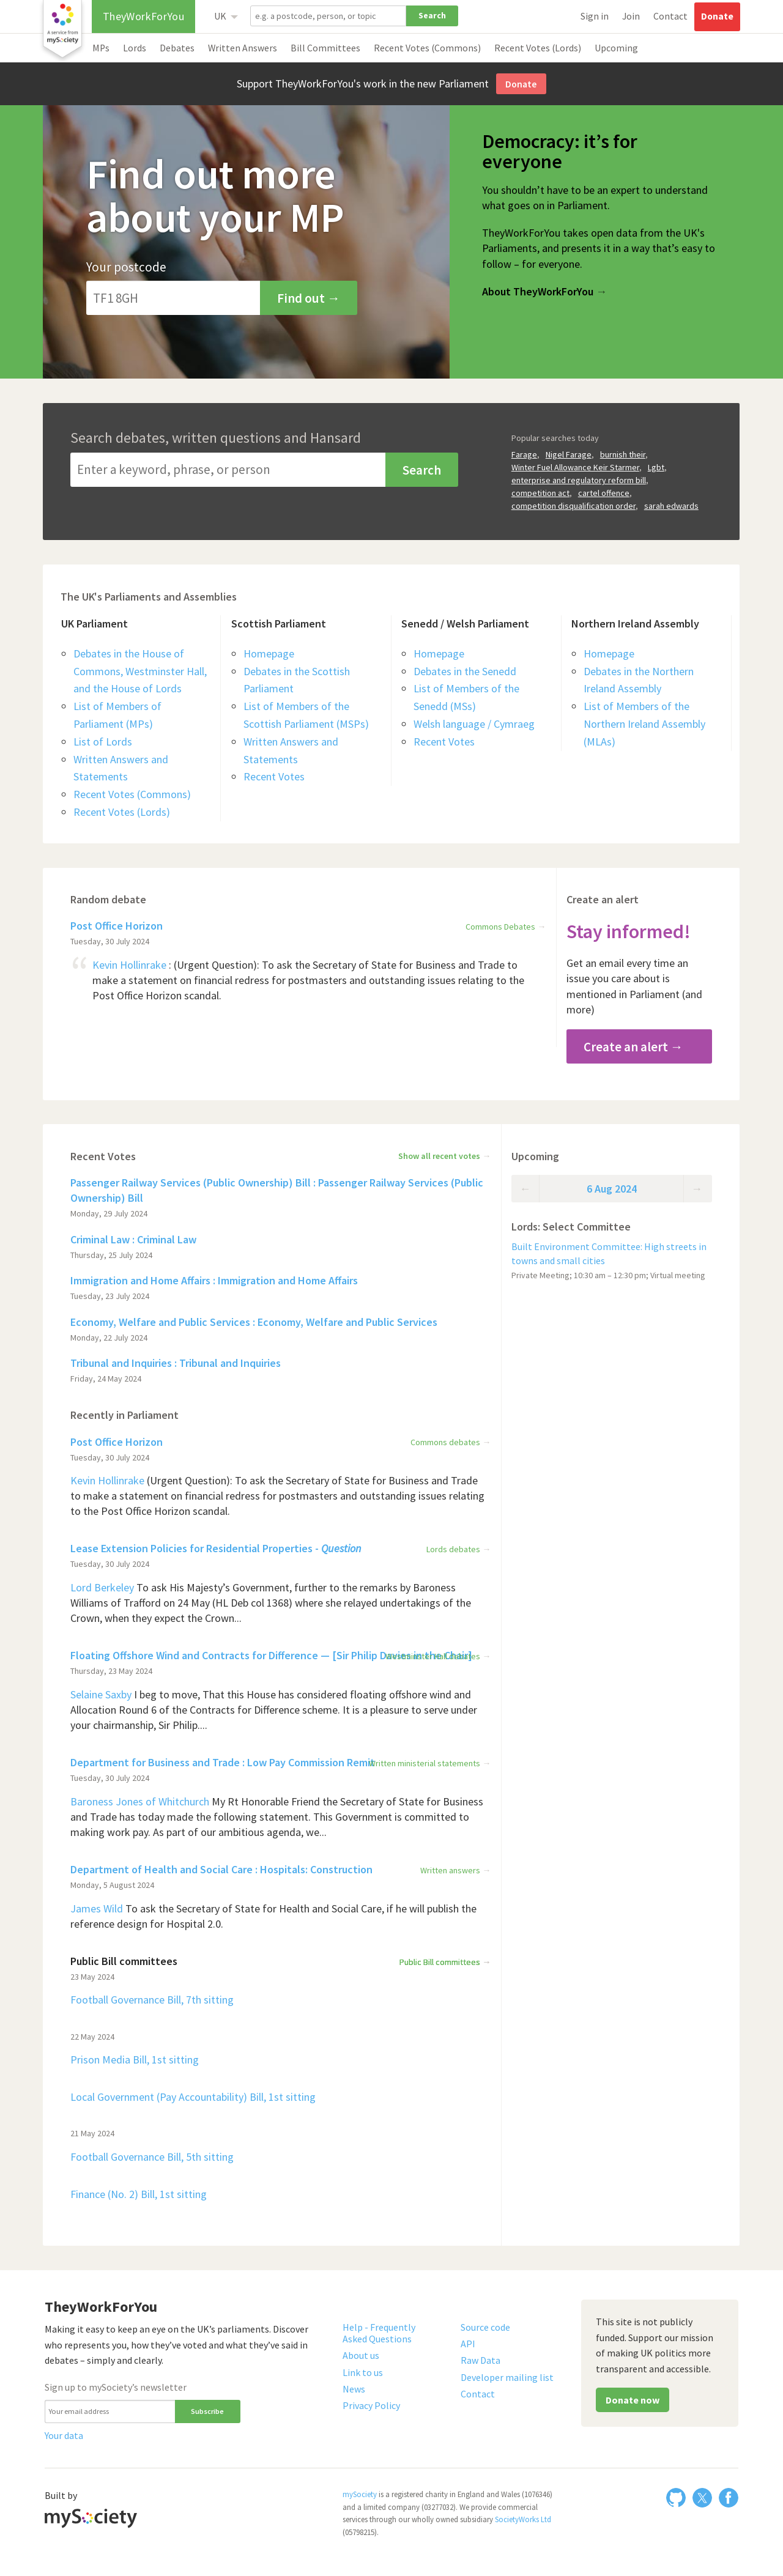 A service from
mySociety
TheyWorkForYou
UK
e.g. a postcode, person, or topic
Search
Sign in
Join
Contact
Donate
MPs
Lords
Debates
Written Answers
Bill Committees
Recent Votes (Commons)
Recent Votes (Lords)
Upcoming
Support TheyWorkForYou's work in the new Parliament
Donate
Find out more
about your MP
Your postcode
TF1 8GH
Find out →
Democracy: it’s for
everyone
You shouldn’t have to be an expert to understand
what goes on in Parliament.
TheyWorkForYou takes open data from the UK's
Parliaments, and presents it in a way that’s easy to
follow – for everyone.
About TheyWorkForYou →
Search debates, written questions and Hansard
Enter a keyword, phrase, or person
Search
Popular searches today
Farage, Nigel Farage, burnish their,
Winter Fuel Allowance Keir Starmer, Lgbt,
enterprise and regulatory reform bill,
competition act, cartel offence,
competition disqualification order, sarah edwards
The UK's Parliaments and Assemblies
UK Parliament
Debates in the House of
Commons, Westminster Hall,
and the House of Lords
List of Members of
Parliament (MPs)
List of Lords
Written Answers and
Statements
Recent Votes (Commons)
Recent Votes (Lords)
Scottish Parliament
Homepage
Debates in the Scottish
Parliament
List of Members of the
Scottish Parliament (MSPs)
Written Answers and
Statements
Recent Votes
Senedd / Welsh Parliament
Homepage
Debates in the Senedd
List of Members of the
Senedd (MSs)
Welsh language / Cymraeg
Recent Votes
Northern Ireland Assembly
Homepage
Debates in the Northern
Ireland Assembly
List of Members of the
Northern Ireland Assembly
(MLAs)
Random debate
Post Office Horizon
Commons Debates →
Tuesday, 30 July 2024
“ Kevin Hollinrake : (Urgent Question): To ask the Secretary of State for Business and Trade to
make a statement on financial redress for postmasters and outstanding issues relating to the
Post Office Horizon scandal.
Create an alert
Stay informed!
Get an email every time an
issue you care about is
mentioned in Parliament (and
more)
Create an alert →
Recent Votes
Show all recent votes →
Passenger Railway Services (Public Ownership) Bill : Passenger Railway Services (Public
Ownership) Bill
Monday, 29 July 2024
Criminal Law : Criminal Law
Thursday, 25 July 2024
Immigration and Home Affairs : Immigration and Home Affairs
Tuesday, 23 July 2024
Economy, Welfare and Public Services : Economy, Welfare and Public Services
Monday, 22 July 2024
Tribunal and Inquiries : Tribunal and Inquiries
Friday, 24 May 2024
Recently in Parliament
Post Office Horizon
Commons debates →
Tuesday, 30 July 2024
Kevin Hollinrake (Urgent Question): To ask the Secretary of State for Business and Trade
to make a statement on financial redress for postmasters and outstanding issues relating
to the Post Office Horizon scandal.
Lease Extension Policies for Residential Properties - Question
Lords debates →
Tuesday, 30 July 2024
Lord Berkeley To ask His Majesty’s Government, further to the remarks by Baroness
Williams of Trafford on 24 May (HL Deb col 1368) where she relayed undertakings of the
Crown, when they expect the Crown...
Floating Offshore Wind and Contracts for Difference — [Sir Philip Davies in the Chair]
Thursday, 23 May 2024
Selaine Saxby I beg to move, That this House has considered floating offshore wind and
Allocation Round 6 of the Contracts for Difference scheme. It is a pleasure to serve under
your chairmanship, Sir Philip....
Department for Business and Trade : Low Pay Commission Remit
Written ministerial statements →
Tuesday, 30 July 2024
Baroness Jones of Whitchurch My Rt Honorable Friend the Secretary of State for Business
and Trade has today made the following statement. This Government is committed to
making work pay. As part of our ambitious agenda, we...
Department of Health and Social Care : Hospitals: Construction
Written answers →
Monday, 5 August 2024
James Wild To ask the Secretary of State for Health and Social Care, if he will publish the
reference design for Hospital 2.0.
Public Bill committees
Public Bill committees →
23 May 2024
Football Governance Bill, 7th sitting
22 May 2024
Prison Media Bill, 1st sitting
Local Government (Pay Accountability) Bill, 1st sitting
21 May 2024
Football Governance Bill, 5th sitting
Finance (No. 2) Bill, 1st sitting
Upcoming
← 6 Aug 2024 →
Lords: Select Committee
Built Environment Committee: High streets in
towns and small cities
Private Meeting; 10:30 am – 12:30 pm; Virtual meeting
TheyWorkForYou
Making it easy to keep an eye on the UK’s parliaments. Discover
who represents you, how they’ve voted and what they’ve said in
debates – simply and clearly.
Sign up to mySociety’s newsletter
Your email address
Subscribe
Your data
Help - Frequently
Asked Questions
About us
Link to us
News
Privacy Policy
Source code
API
Raw Data
Developer mailing list
Contact
This site is not publicly
funded. Support our mission
of making UK politics more
transparent and accessible.
Donate now
Built by
mySociety
mySociety is a registered charity in England and Wales (1076346)
and a limited company (03277032). We provide commercial
services through our wholly owned subsidiary SocietyWorks Ltd
(05798215).